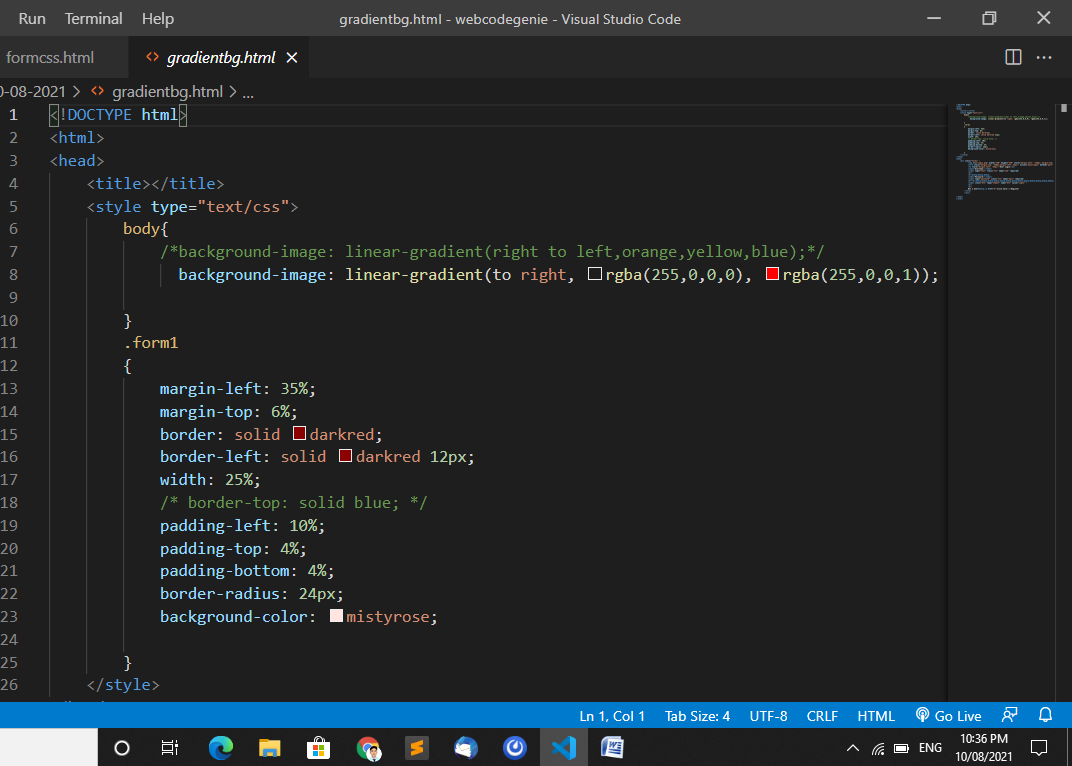 Run Terminal Help gradientbg.html - webcodegenie - Visual Studio Code
formcss.html <> gradientbg.html
0-08-2021 > <> gradientbg.html > ...
1 <!DOCTYPE html>
2 <html>
3 <head>
4 <title></title>
5 <style type="text/css">
6 body{
7 /*background-image: linear-gradient(right to left,orange,yellow,blue);*/
8 background-image: linear-gradient(to right, rgba(255,0,0,0), rgba(255,0,0,1));
9
10 }
11 .form1
12 {
13 margin-left: 35%;
14 margin-top: 6%;
15 border: solid darkred;
16 border-left: solid darkred 12px;
17 width: 25%;
18 /* border-top: solid blue; */
19 padding-left: 10%;
20 padding-top: 4%;
21 padding-bottom: 4%;
22 border-radius: 24px;
23 background-color: mistyrose;
24
25 }
26 </style>
Ln 1, Col 1 Tab Size: 4 UTF-8 CRLF HTML Go Live
ENG 10:36 PM
10/08/2021